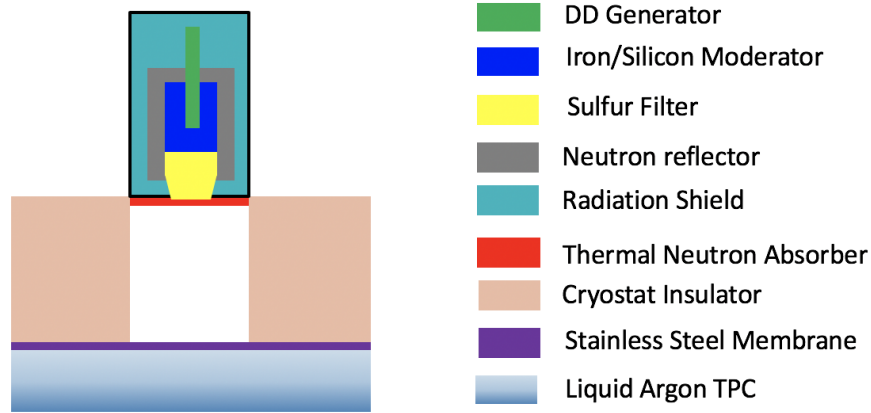 DD Generator
Iron/Silicon Moderator
Sulfur Filter
Neutron reflector
Radiation Shield
Thermal Neutron Absorber
Cryostat Insulator
Stainless Steel Membrane
Liquid Argon TPC